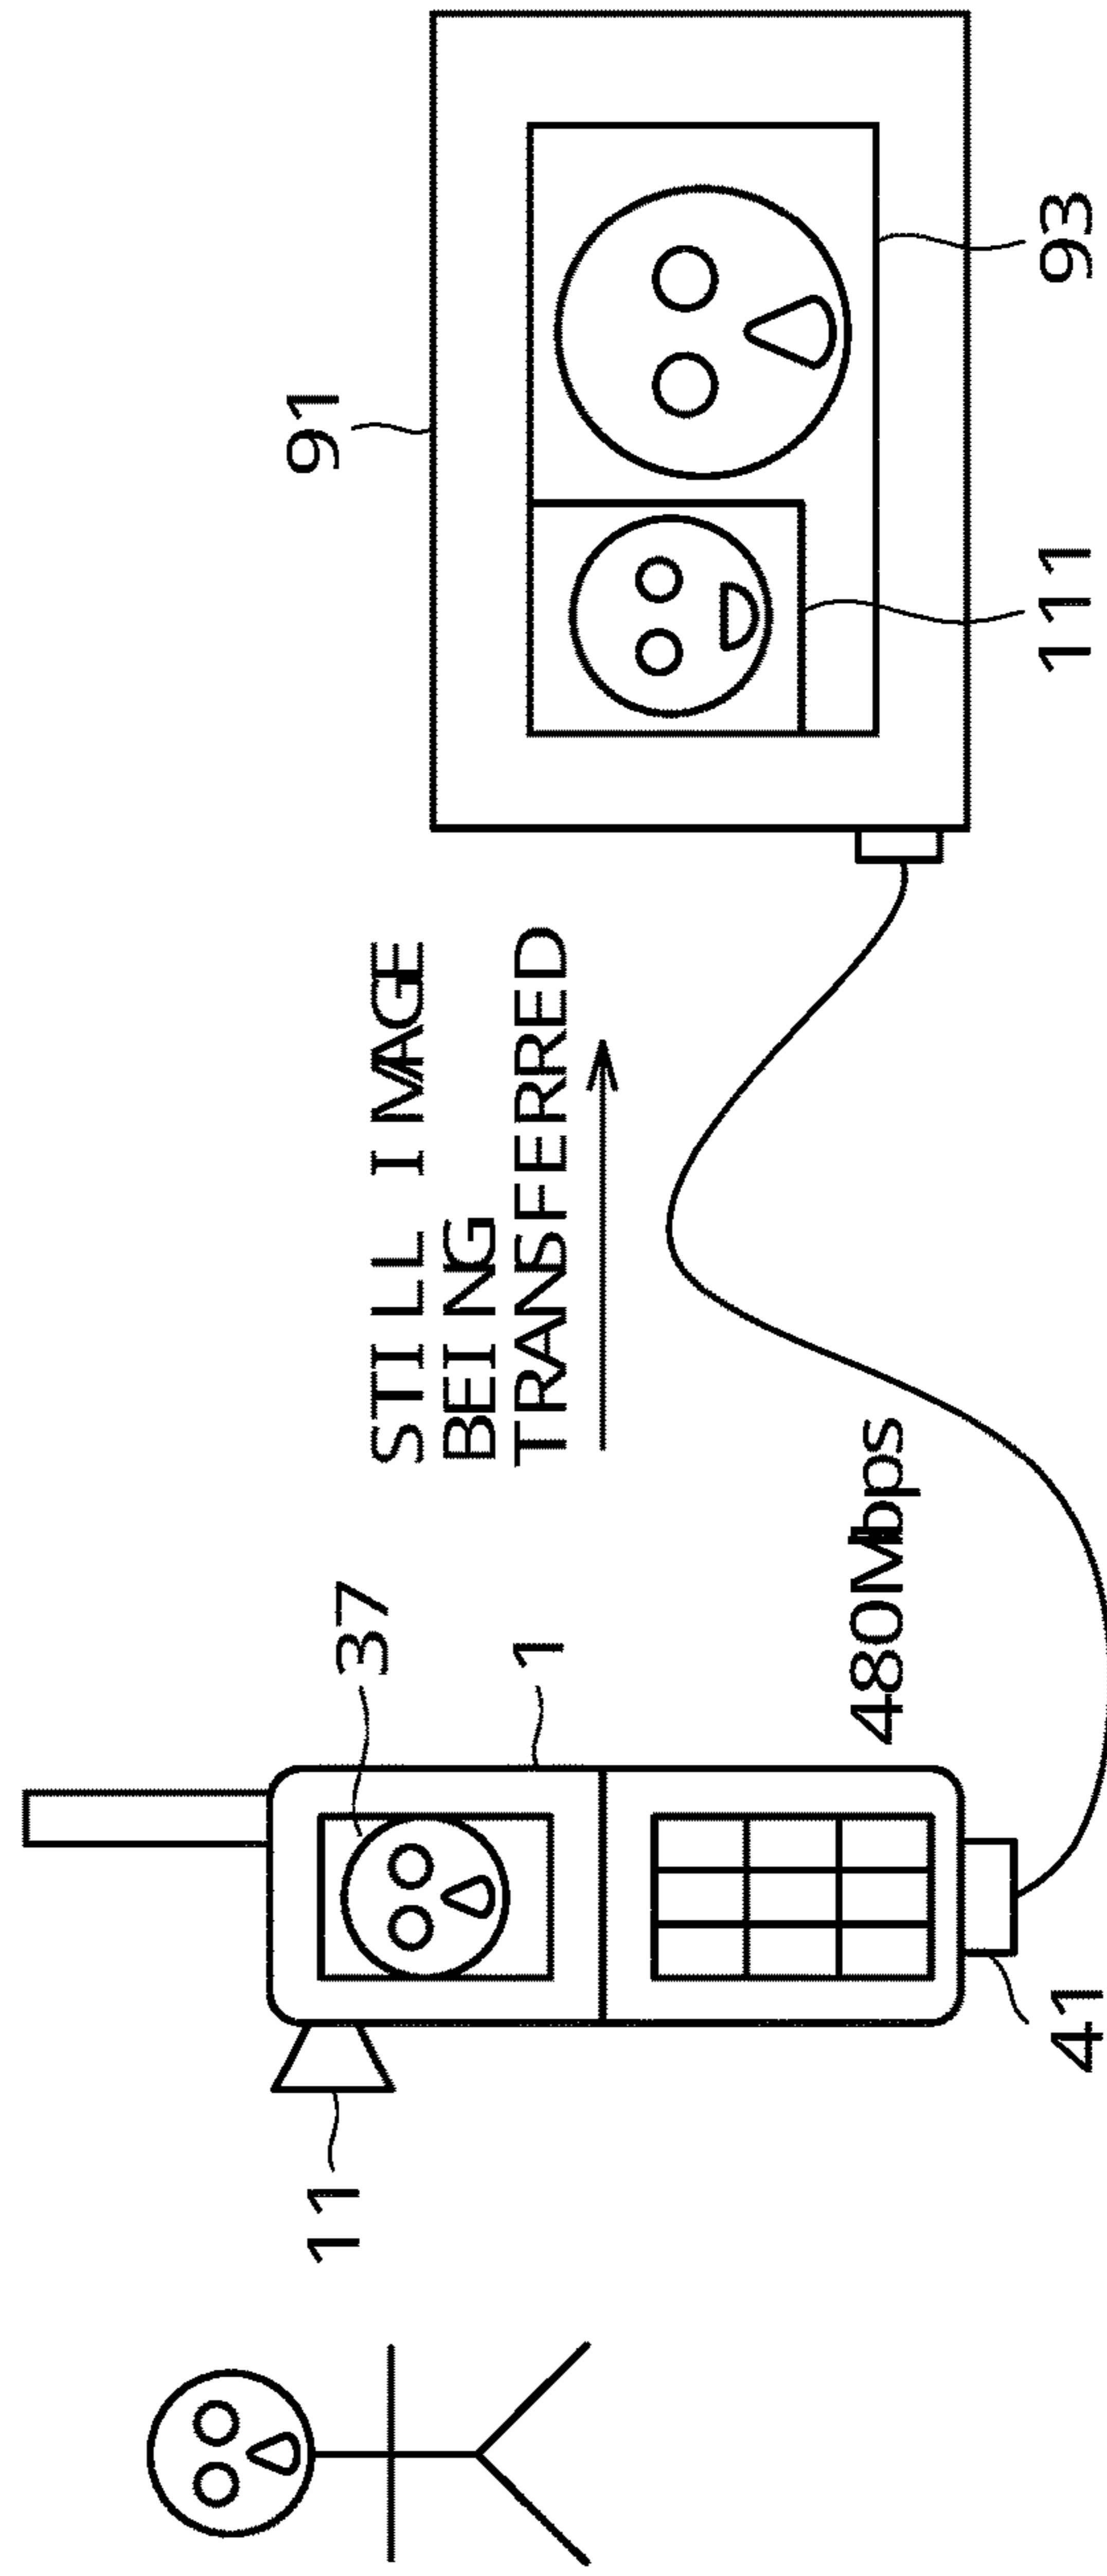 91
STILL IMAGE
BEING
TRANSFERRED
37
1
11
480Mbps
41
111
93